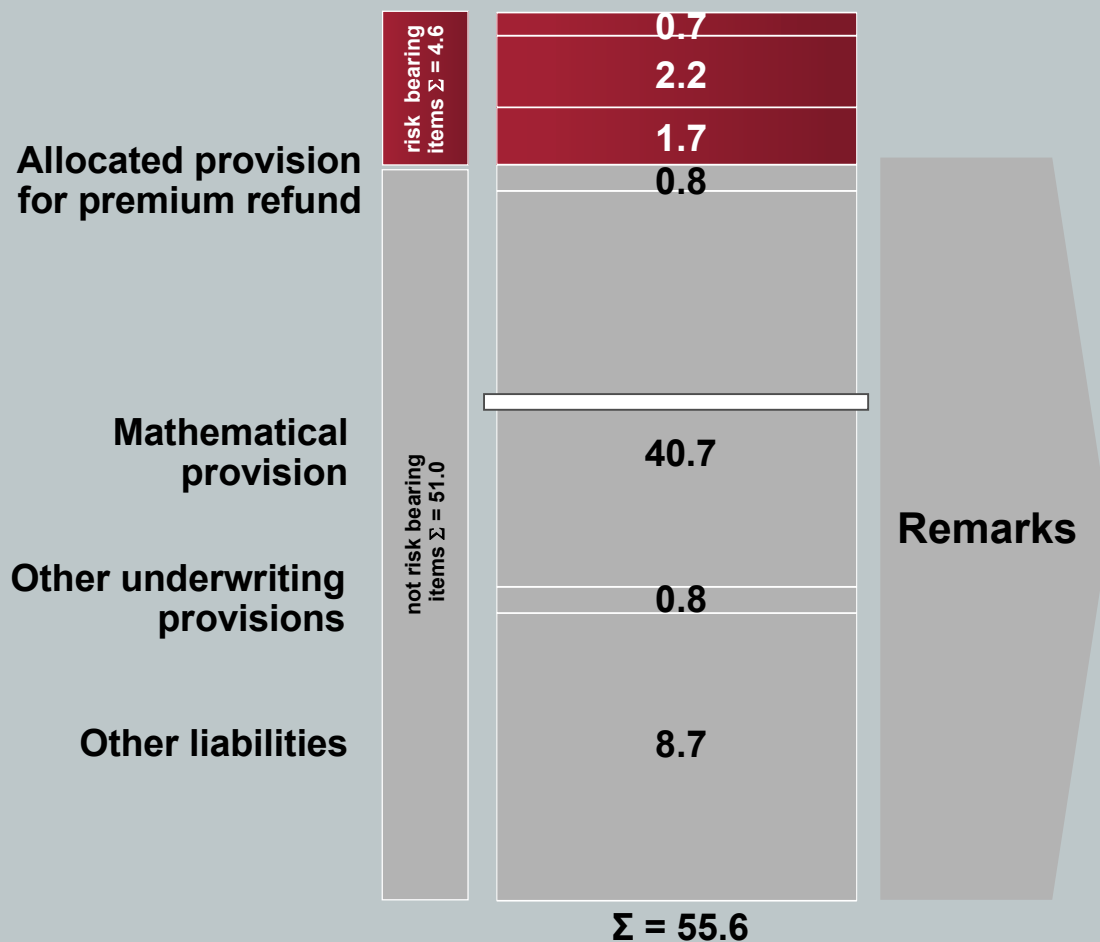 0.7
risk bearing
items Σ = 4.6
2.2
1.7
Allocated provision
for premium refund
0.8
Mathematical
provision
40.7
not risk bearing
items Σ = 51.0
Remarks
Other underwriting
provisions
0.8
Other liabilities
8.7
Σ = 55.6